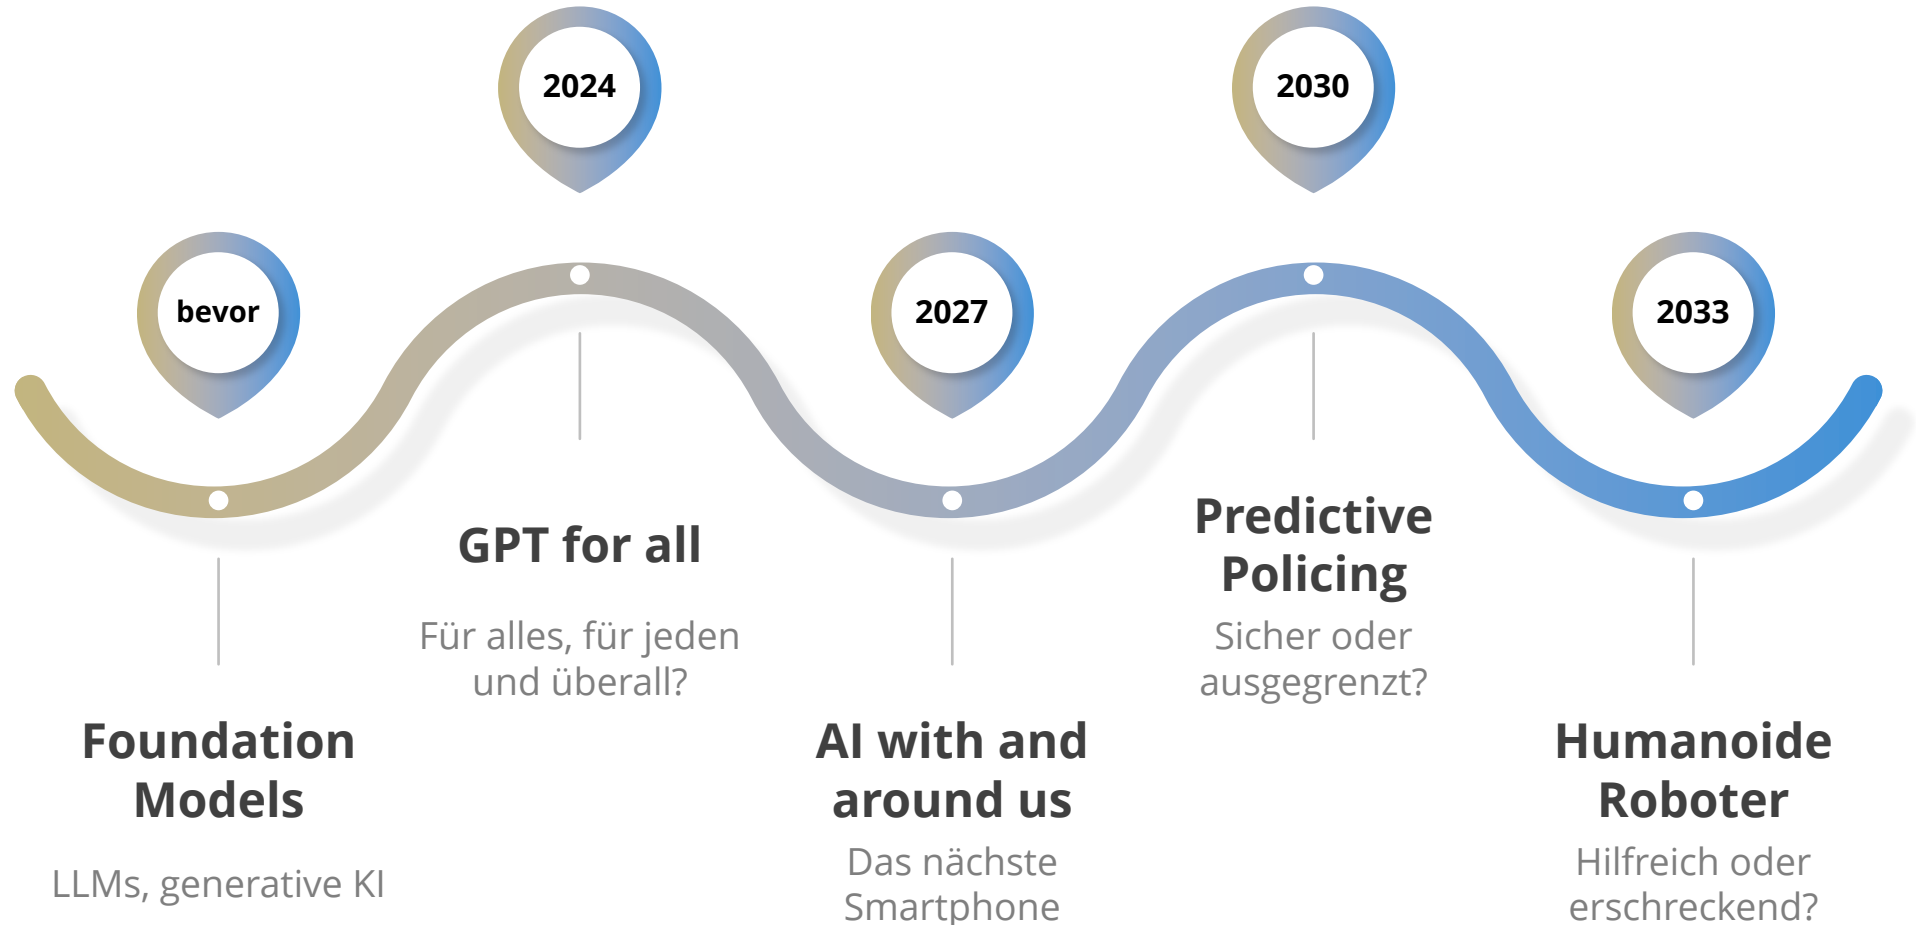 bevor
Foundation
Models
LLMs, generative KI
2024
GPT for all
Für alles, für jeden
und überall?
2027
AI with and
around us
Das nächste
Smartphone
2030
Predictive
Policing
Sicher oder
ausgegrenzt?
2033
Humanoide
Roboter
Hilfreich oder
erschreckend?